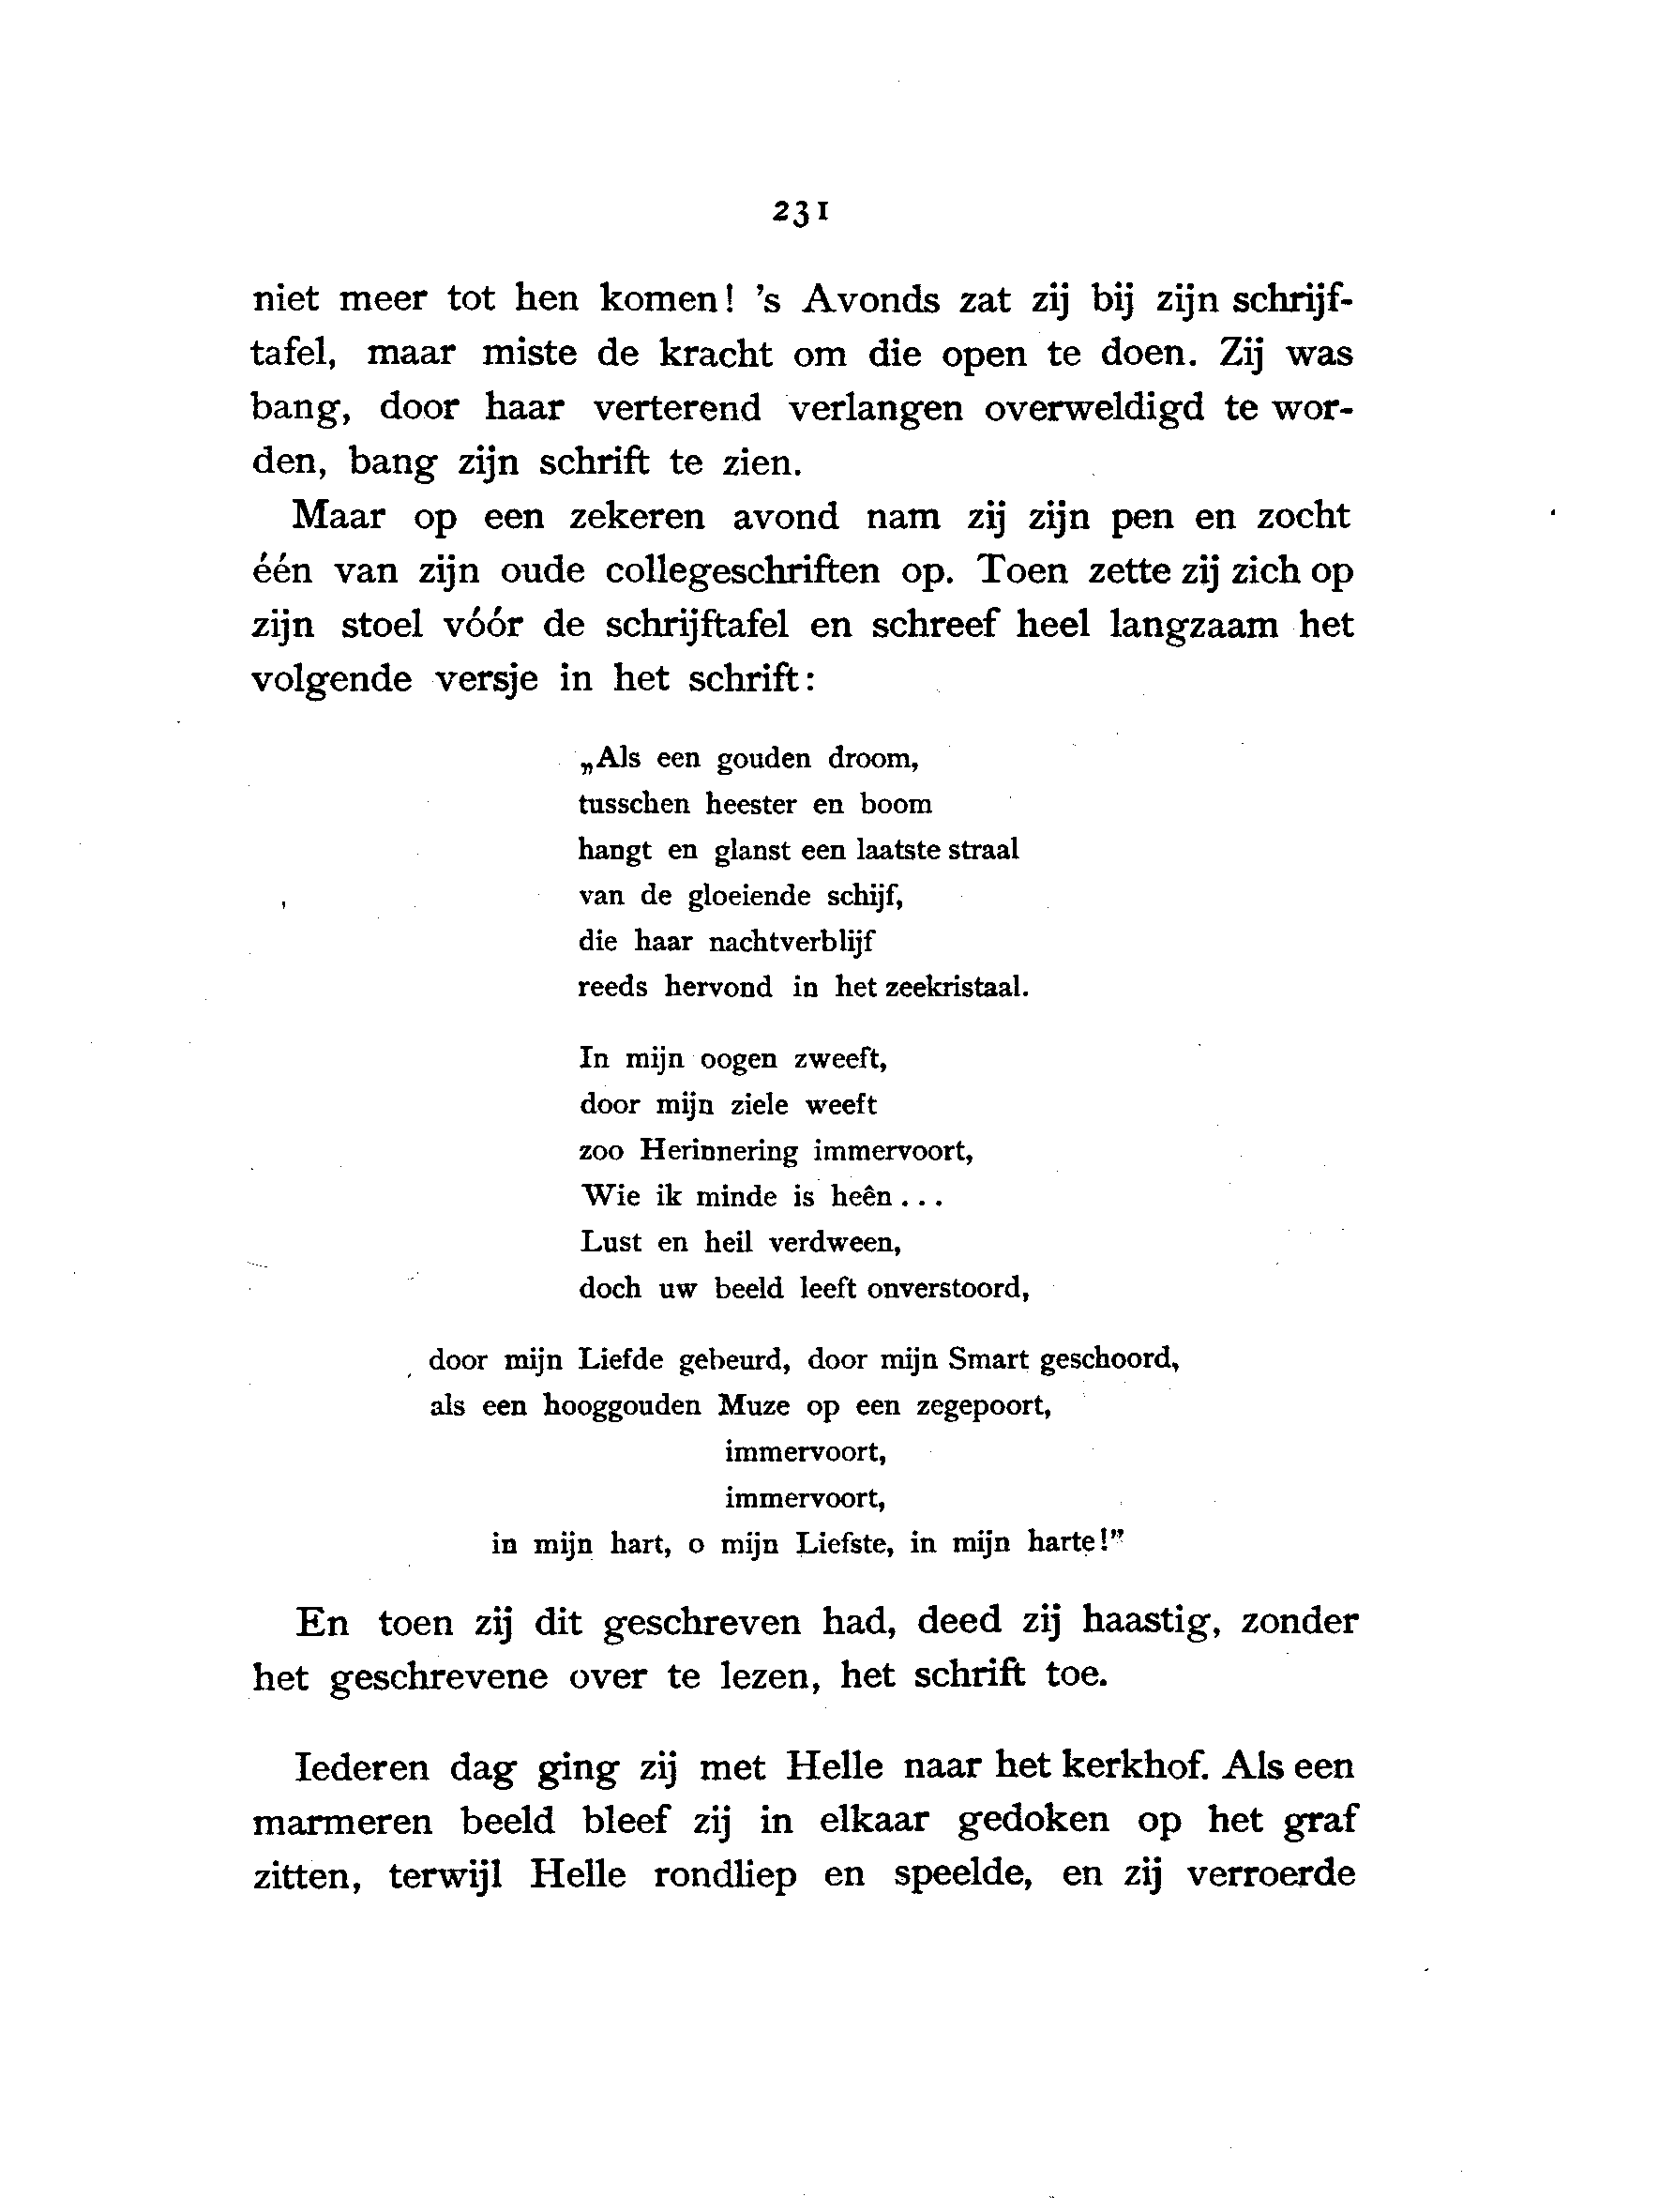 231
niet meer tot hen komen! 's Avonds zat zij bij zijn schrijf-
tafel, maar miste de kracht om die open te doen. Zij was
bang, door haar verterend verlangen overweldigd te wor-
den, bang zijn schrift te zien.
Maar op een zekeren avond nam zij zijn pen en zocht
één van zijn oude collegeschriften op. Toen zette zij zich op
zijn stoel vóór de schrijftafel en schreef heel langzaam het
volgende versje in het schrift:
„Als een gouden droom,
tusschen heester en boom
hangt en glanst een laatste straal
van de gloeiende schijf,
die haar nachtverblijf
reeds hervond in het zeekristaal.
In mijn oogen zweeft,
door mijn ziele weeft
zoo Herinnering immervoort,
Wie ik minde is heên...
Lust en heil verdween,
doch uw beeld leeft onverstoord,
door mijn Liefde gebeurd, door mijn Smart geschoord,
als een hooggouden Muze op een zegepoort,
immervoort,
immervoort,
in mijn hart, o mijn Liefste, in mijn harte!”
En toen zij dit geschreven had, deed zij haastig, zonder
het geschrevene over te lezen, het schrift toe.
Iederen dag ging zij met Helle naar het kerkhof. Als een
marmeren beeld bleef zij in elkaar gedoken op het graf
zitten, terwijl Helle rondliep en speelde, en zij verroerde